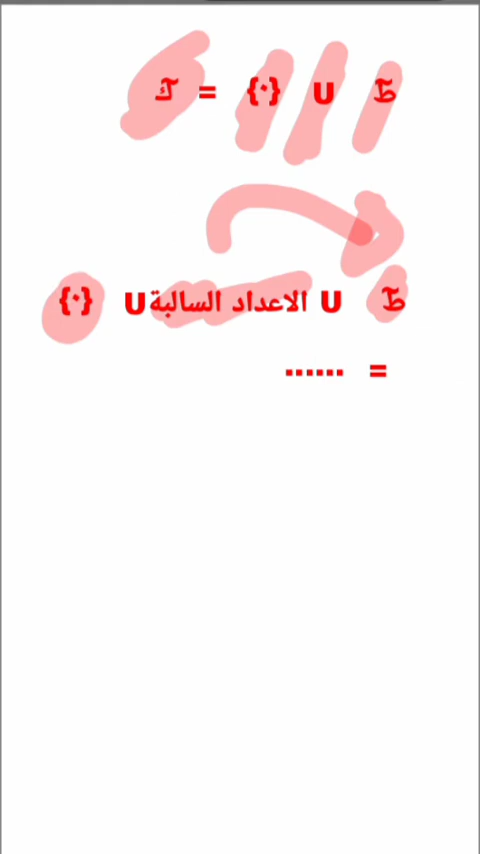 ط U {٠} = ك
ط U الاعداد السالبة U {٠}
= ......